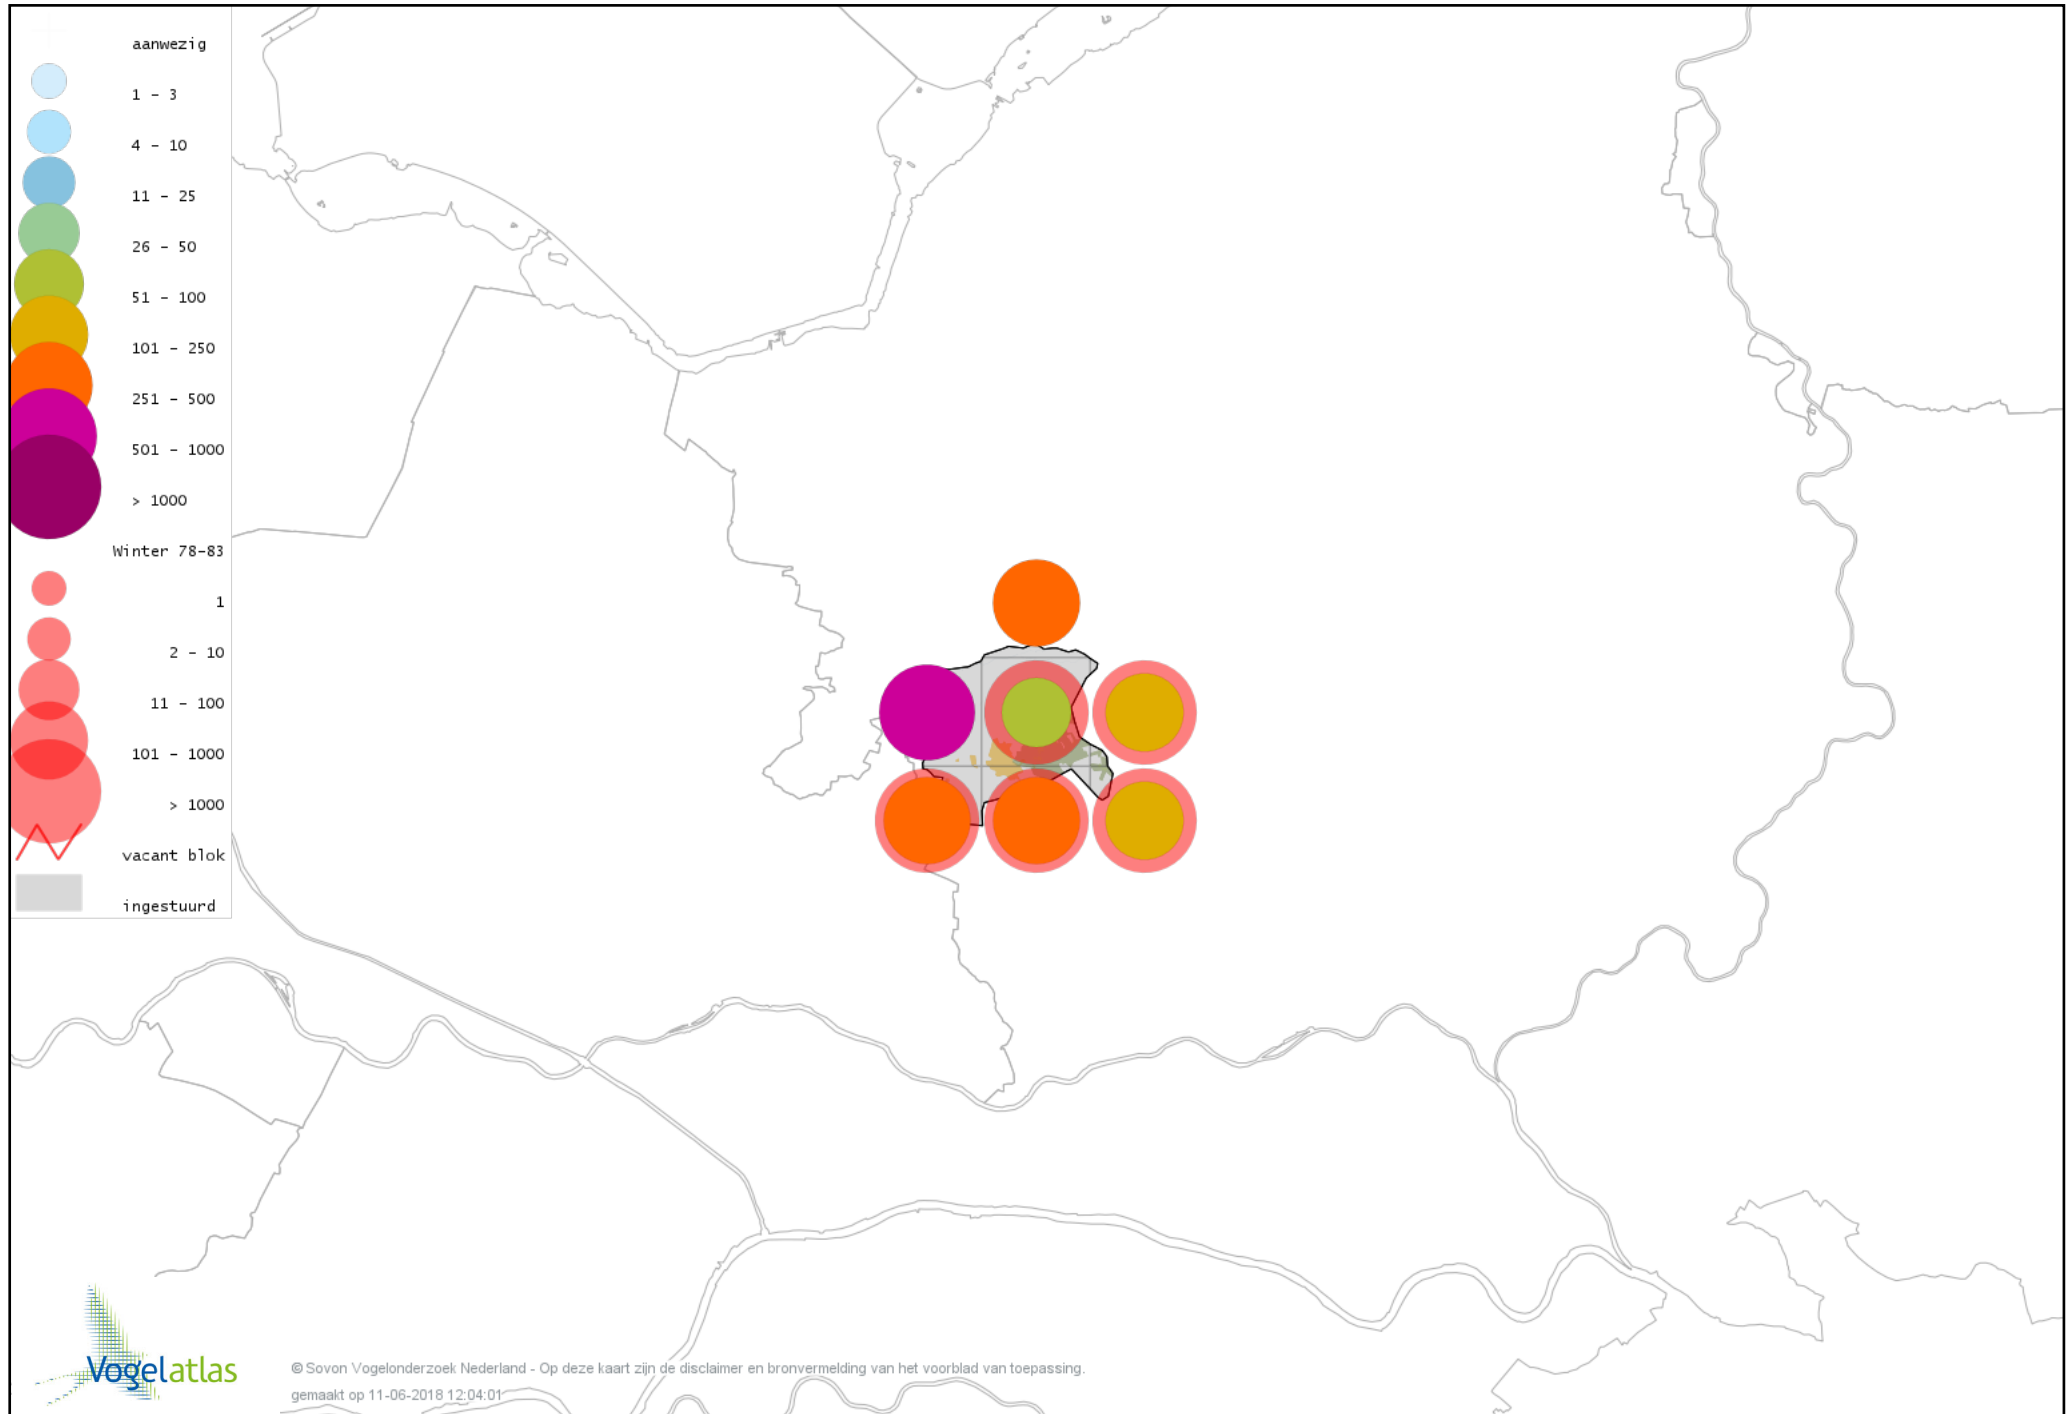 aanwezig
1 - 3
4 - 10
11 - 25
26 - 50
51 - 100
101 - 250
251 - 500
501 - 1000
> 1000
Winter 78-83
1
2 - 10
11 - 100
101 - 1000
> 1000
vacant blok
ingestuurd
Vogelatlas
© Sovon Vogelonderzoek Nederland - Op deze kaart zijn de disclaimer en bronvermelding van het voorblad van toepassing.
gemaakt op 11-06-2018 12:04:01